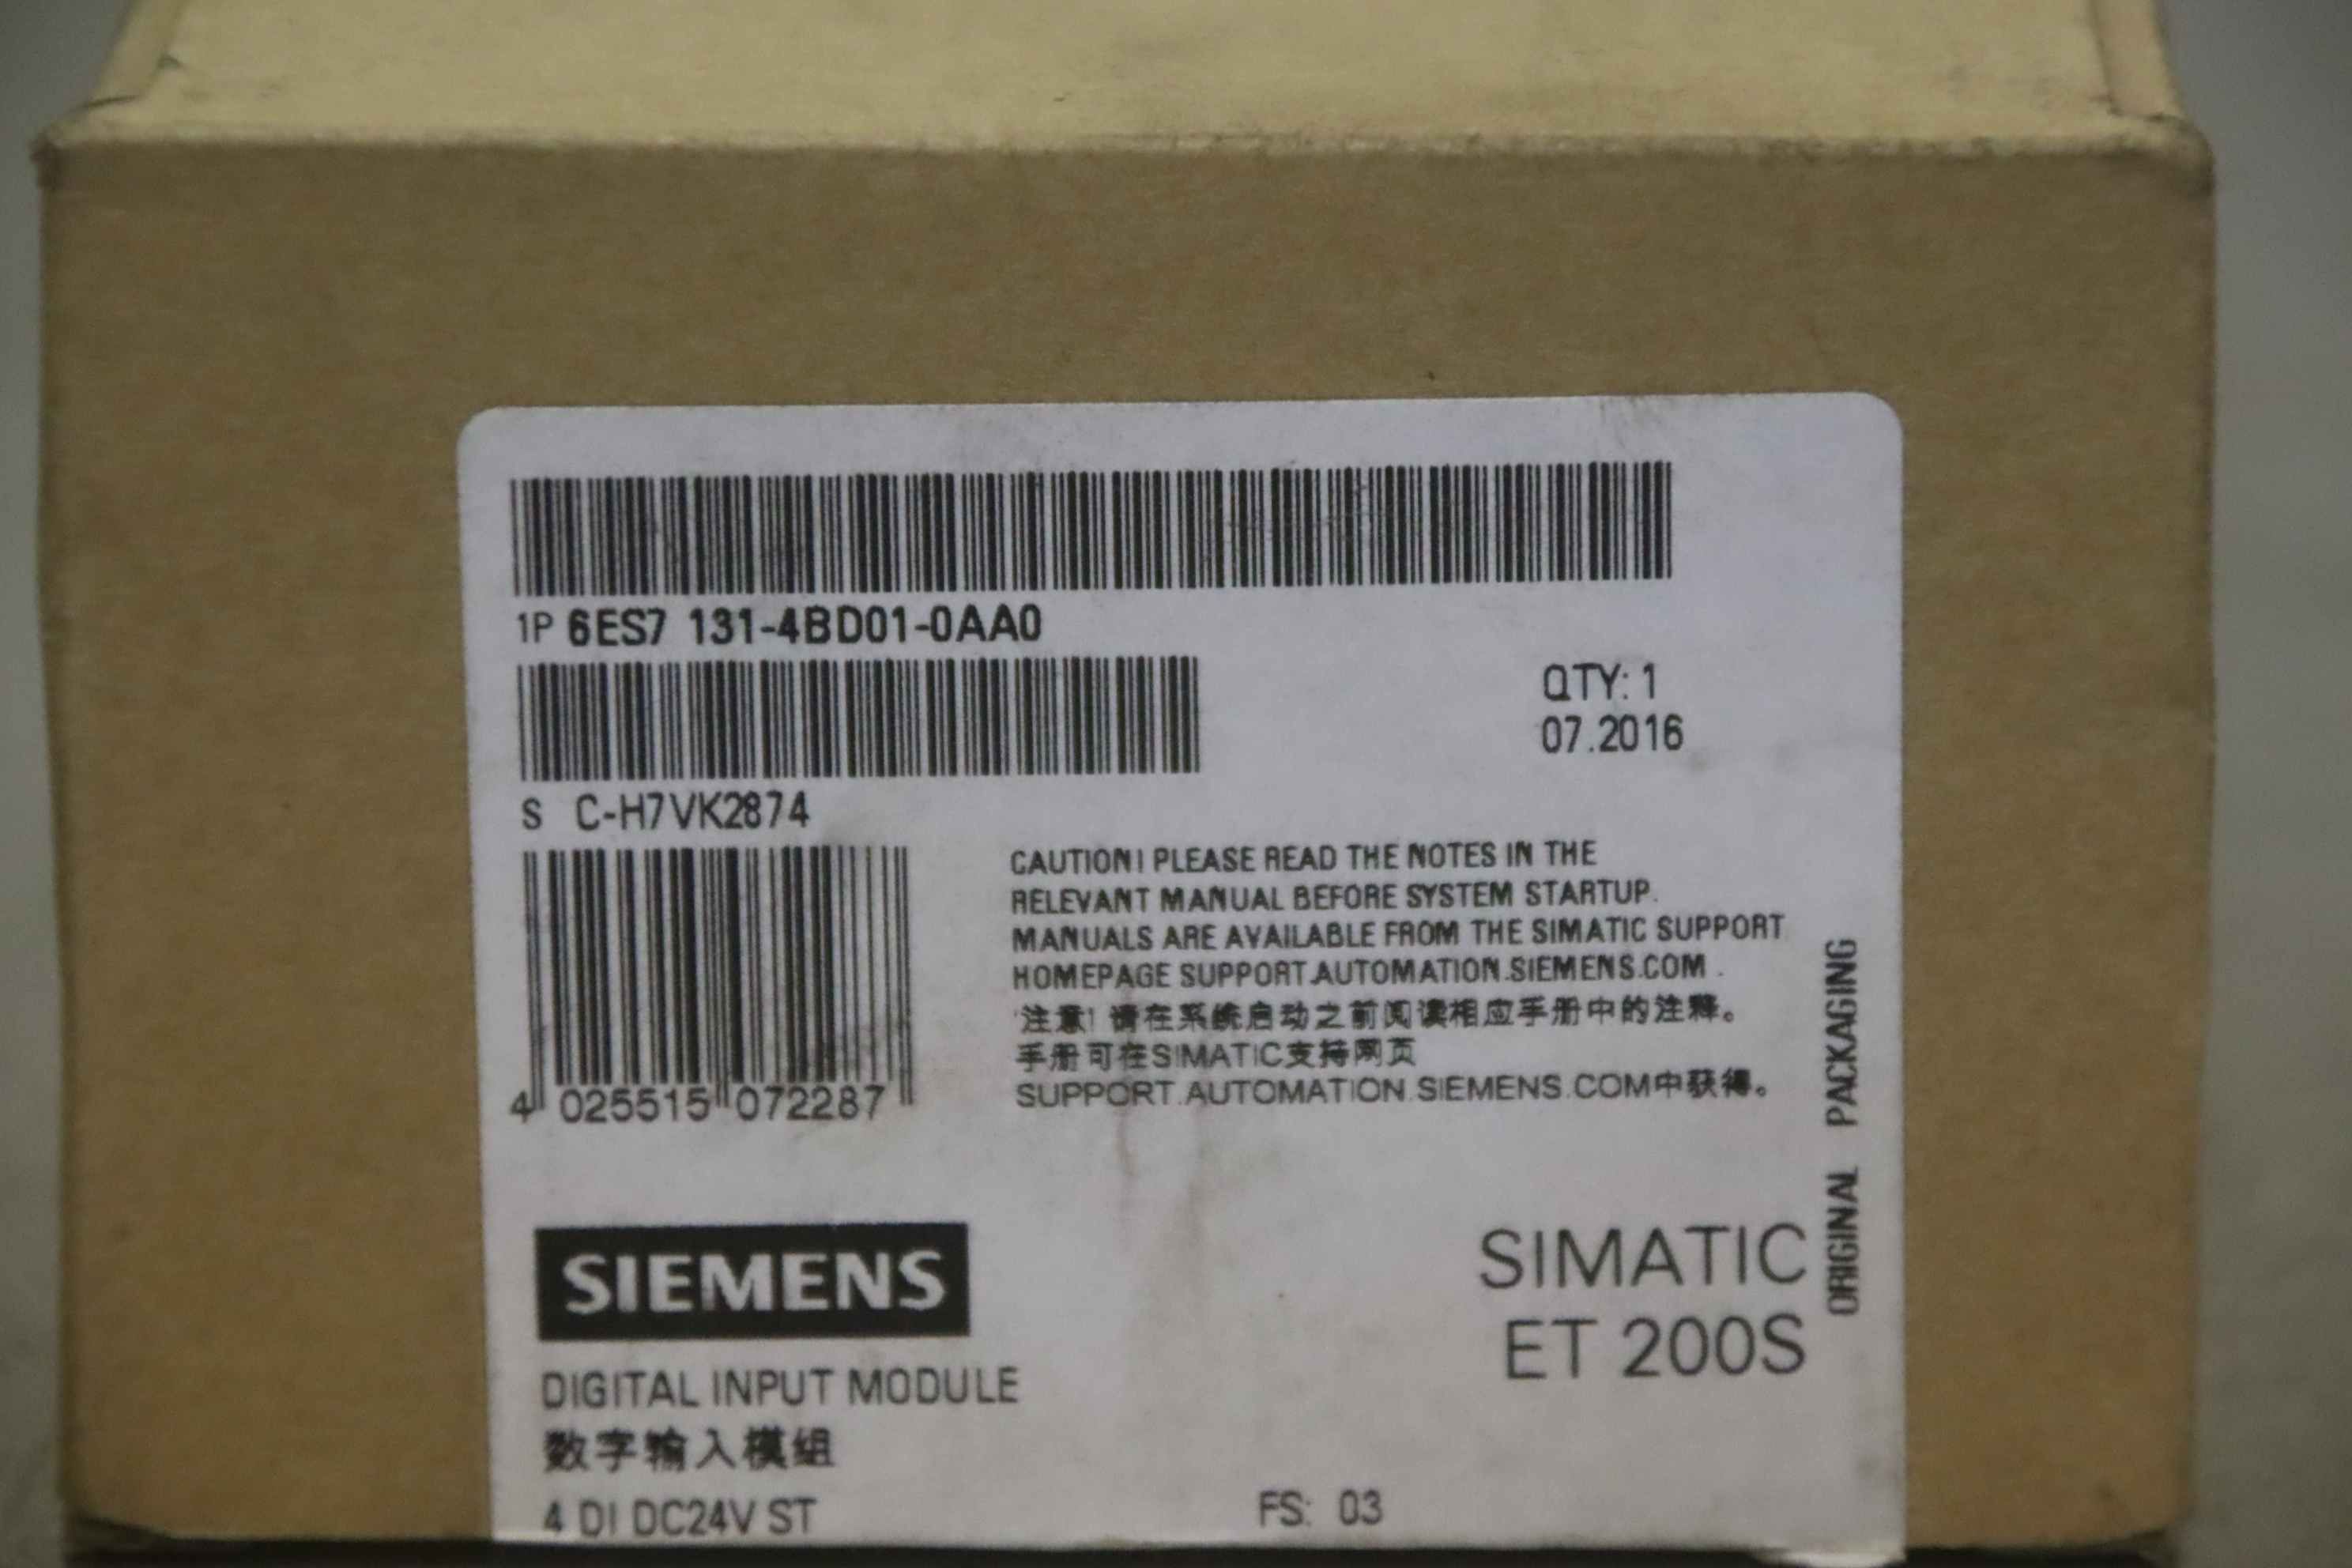 1P 6ES7 131-4BD01-0AA0
QTY: 1
07.2016
S C-H7VK2874
CAUTION! PLEASE READ THE NOTES IN THE
RELEVANT MANUAL BEFORE SYSTEM STARTUP.
MANUALS ARE AVAILABLE FROM THE SIMATIC SUPPORT
HOMEPAGE SUPPORT.AUTOMATION.SIEMENS.COM .
注意! 请在系统启动之前阅读相应手册中的注释。
手册可在SIMATIC支持网页
SUPPORT.AUTOMATION.SIEMENS.COM中获得。
4 025515 072287
ORIGINAL PACKAGING
SIEMENS
SIMATIC
ET 200S
DIGITAL INPUT MODULE
数字输入模组
4 DI DC24V ST
FS: 03